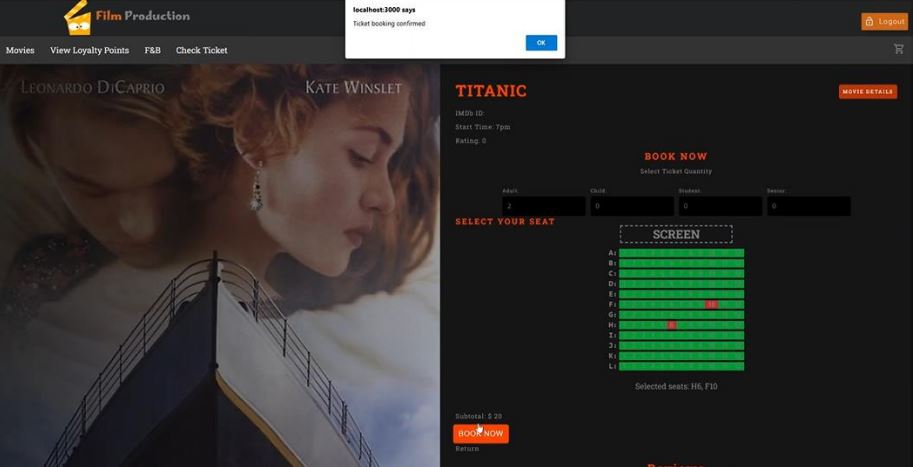 Film Production
localhost:3000 says
Ticket booking confirmed
OK
Logout
Movies View Loyalty Points F&B Check Ticket
LEONARDO DICAPRIO KATE WINSLET
TITANIC
MOVIE DETAILS
IMDb ID:
Start Time: 7pm
Rating: 0
BOOK NOW
Select Ticket Quantity
Adult: Child: Student: Senior:
2 0 0 0
SELECT YOUR SEAT
SCREEN
A:
B:
C:
D:
E:
F: 10
G:
H: 6
I:
J:
K:
L:
Selected seats: H6, F10
Subtotal: $ 20
BOOK NOW
Return